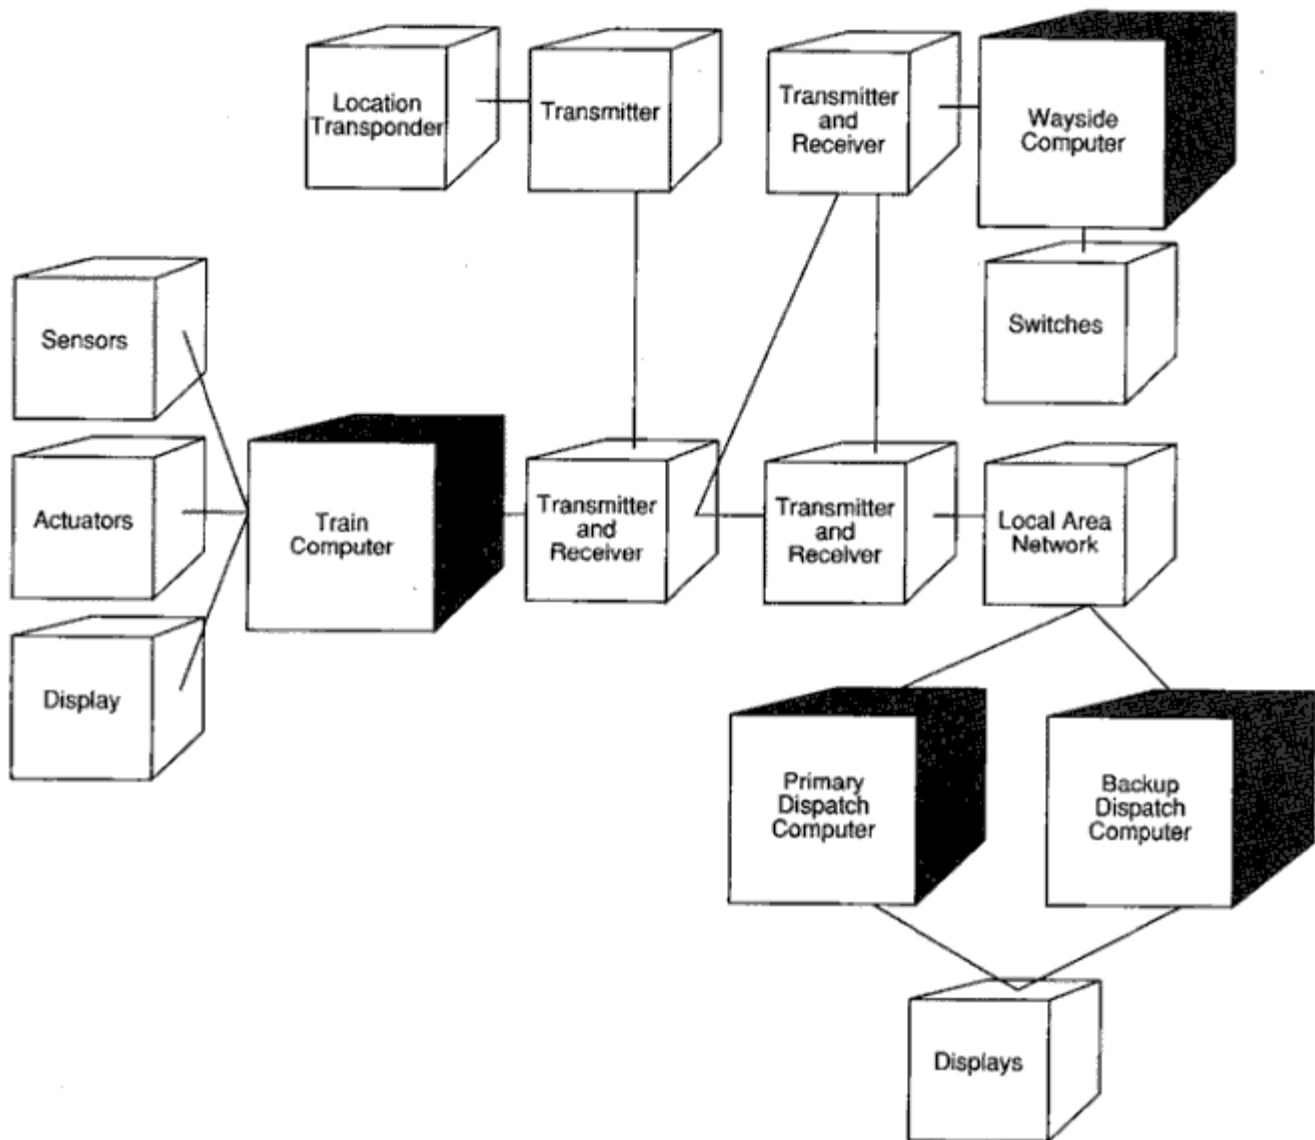 Location
Transponder
Transmitter
Transmitter
and
Receiver
Wayside
Computer
Switches
Sensors
Actuators
Display
Train
Computer
Transmitter
and
Receiver
Transmitter
and
Receiver
Local Area
Network
Primary
Dispatch
Computer
Backup
Dispatch
Computer
Displays